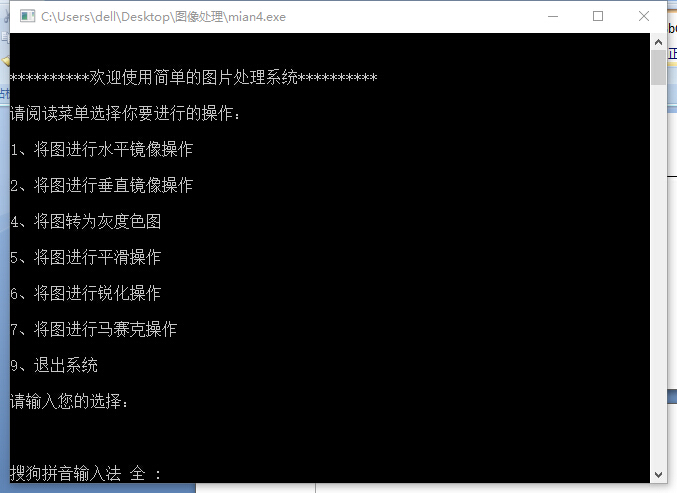 C:\Users\dell\Desktop\图像处理\mian4.exe
**********欢迎使用简单的图片处理系统**********
请阅读菜单选择你要进行的操作：
1、将图进行水平镜像操作
2、将图进行垂直镜像操作
4、将图转为灰度色图
5、将图进行平滑操作
6、将图进行锐化操作
7、将图进行马赛克操作
9、退出系统
请输入您的选择：
搜狗拼音输入法 全 :